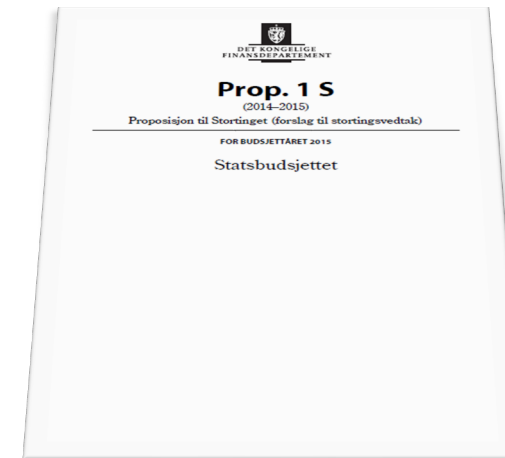 DET KONGELIGE
FINANSDEPARTEMENT
Prop. 1 S
(2014–2015)
Proposisjon til Stortinget (forslag til stortingsvedtak)
FOR BUDSJETTÅRET 2015
Statsbudsjettet